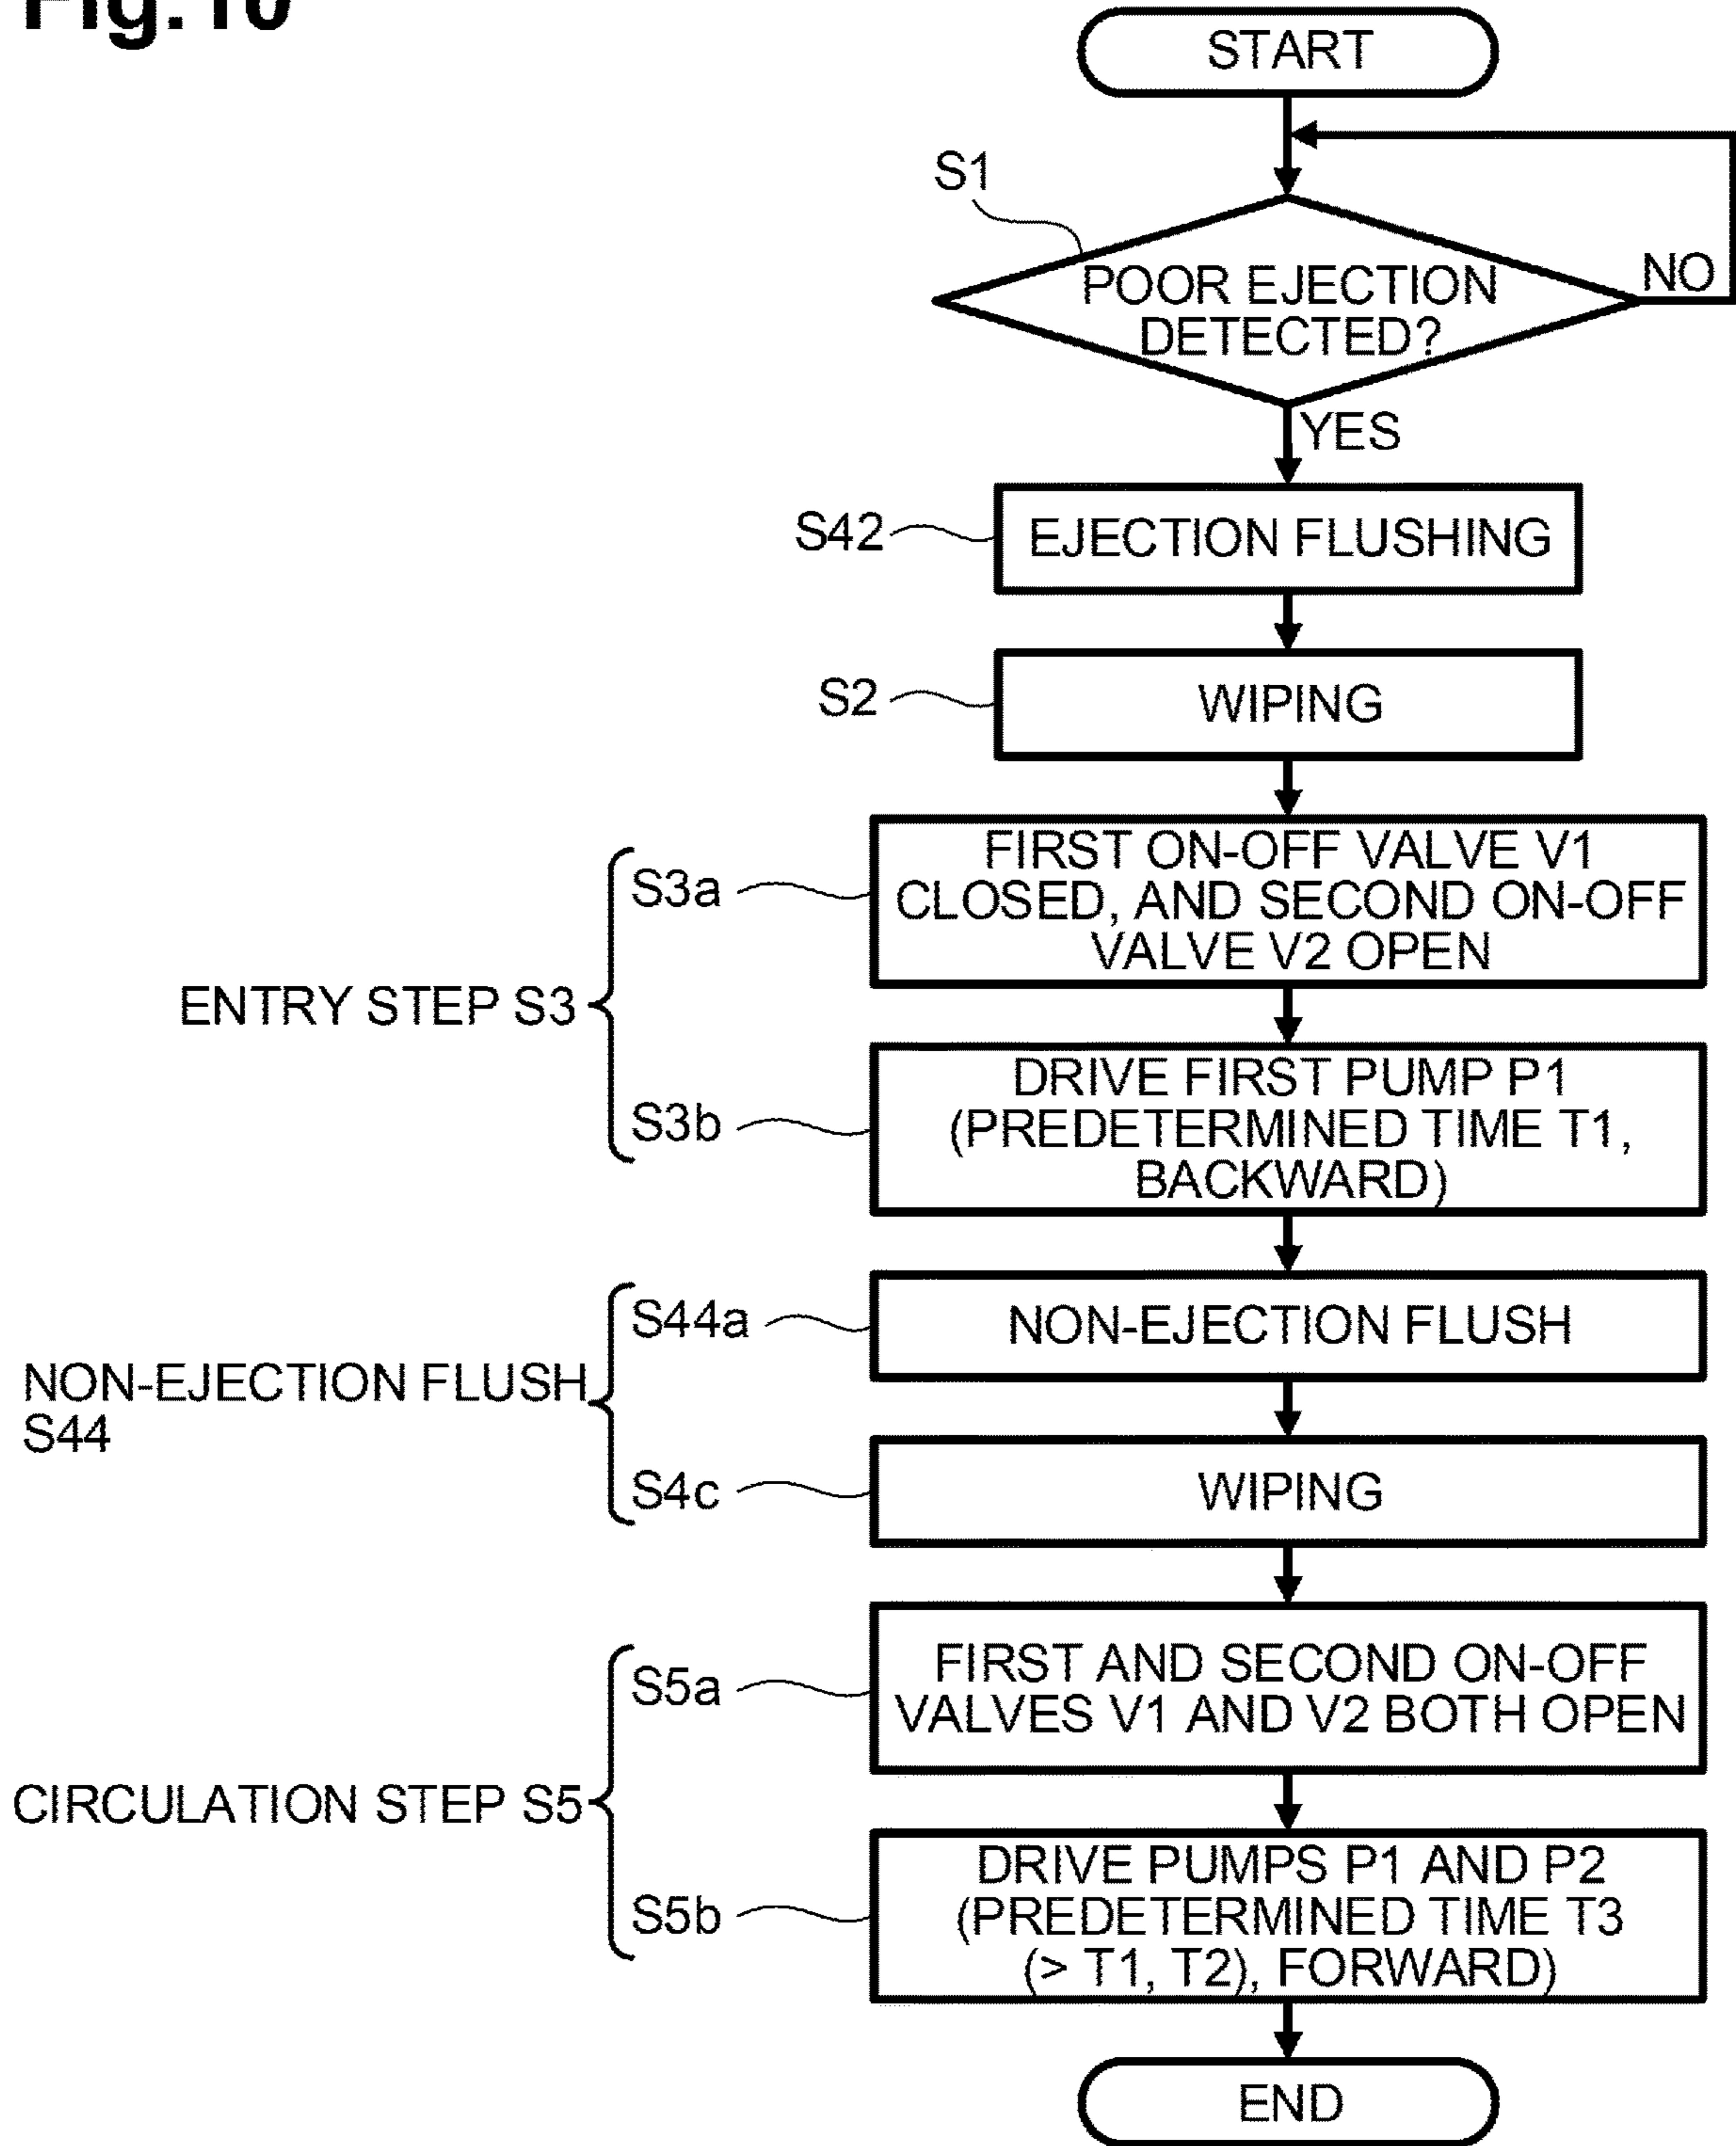 Fig.10
START
S1
POOR EJECTION
DETECTED?
NO
YES
S42
EJECTION FLUSHING
S2
WIPING
ENTRY STEP S3
S3a
FIRST ON-OFF VALVE V1
CLOSED, AND SECOND ON-OFF
VALVE V2 OPEN
S3b
DRIVE FIRST PUMP P1
(PREDETERMINED TIME T1,
BACKWARD)
NON-EJECTION FLUSH
S44
S44a
NON-EJECTION FLUSH
S4c
WIPING
CIRCULATION STEP S5
S5a
FIRST AND SECOND ON-OFF
VALVES V1 AND V2 BOTH OPEN
S5b
DRIVE PUMPS P1 AND P2
(PREDETERMINED TIME T3
(> T1, T2), FORWARD)
END